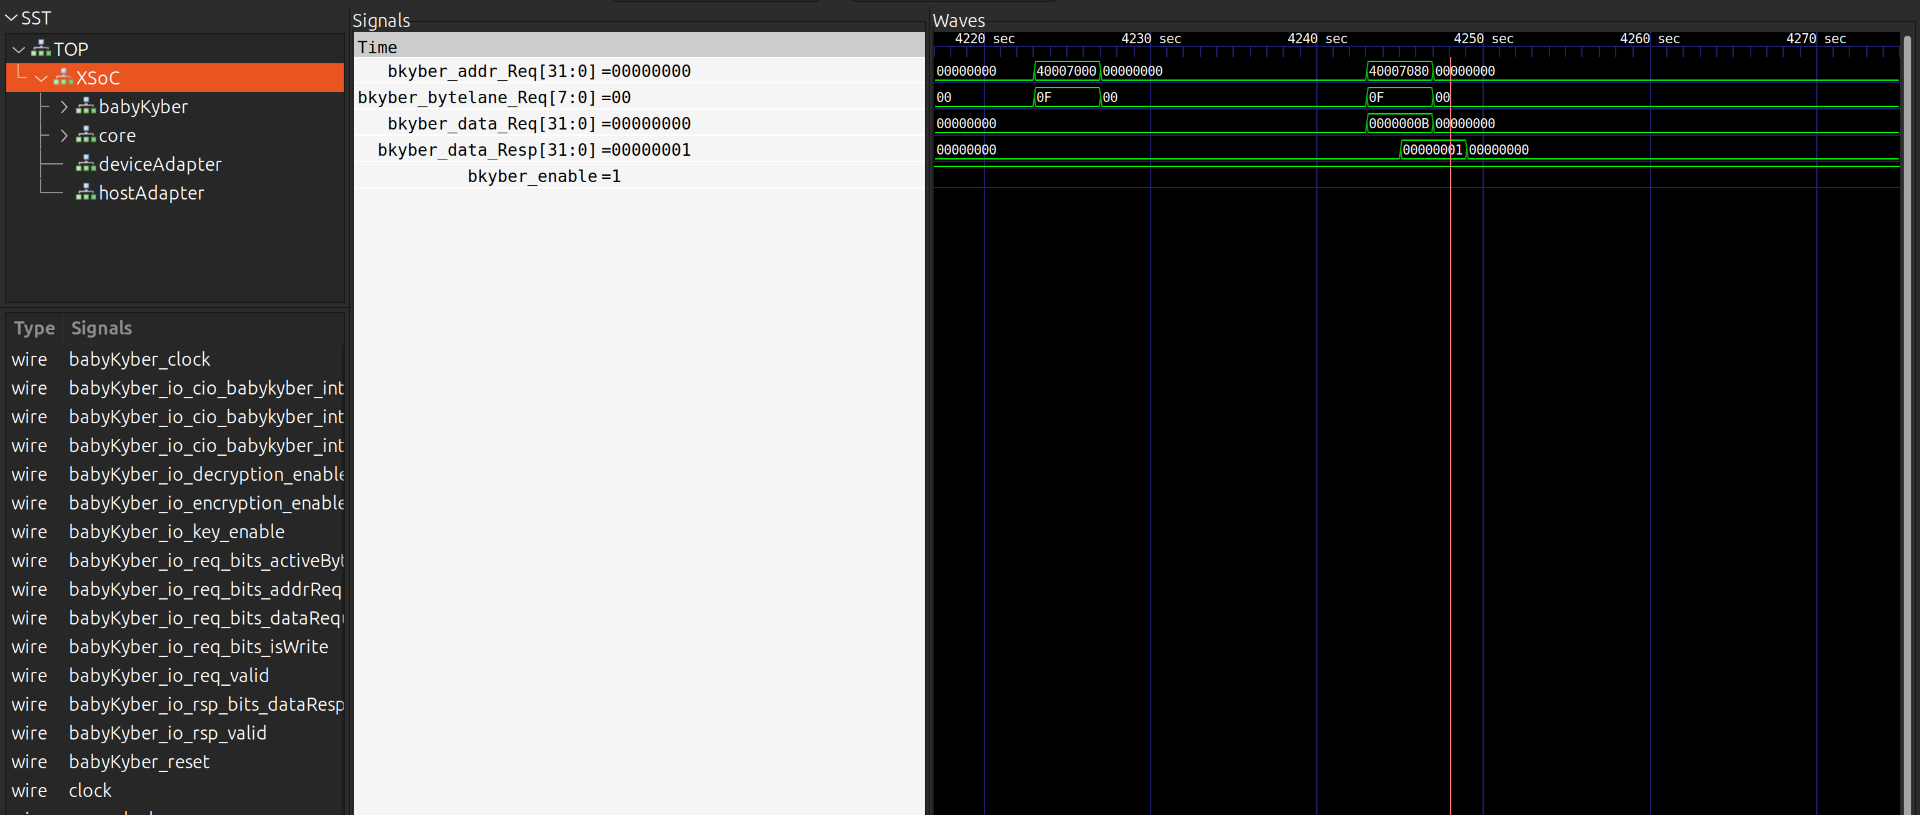 SST
TOP
XSoC
babyKyber
core
deviceAdapter
hostAdapter
Type Signals
wire babyKyber_clock
wire babyKyber_io_cio_babykyber_int
wire babyKyber_io_cio_babykyber_int
wire babyKyber_io_cio_babykyber_int
wire babyKyber_io_decryption_enable
wire babyKyber_io_encryption_enable
wire babyKyber_io_key_enable
wire babyKyber_io_req_bits_activeByt
wire babyKyber_io_req_bits_addrReq
wire babyKyber_io_req_bits_dataReq
wire babyKyber_io_req_bits_isWrite
wire babyKyber_io_req_valid
wire babyKyber_io_rsp_bits_dataResp
wire babyKyber_io_rsp_valid
wire babyKyber_reset
wire clock
Signals
Time
bkyber_addr_Req[31:0] =00000000
bkyber_bytelane_Req[7:0] =00
bkyber_data_Req[31:0] =00000000
bkyber_data_Resp[31:0] =00000001
bkyber_enable =1
Waves
4220 sec 4230 sec 4240 sec 4250 sec 4260 sec 4270 sec
00000000 40007000 00000000 40007080 00000000
00 0F 00 0F 00
00000000 0000000B 00000000
00000000 00000001 00000000